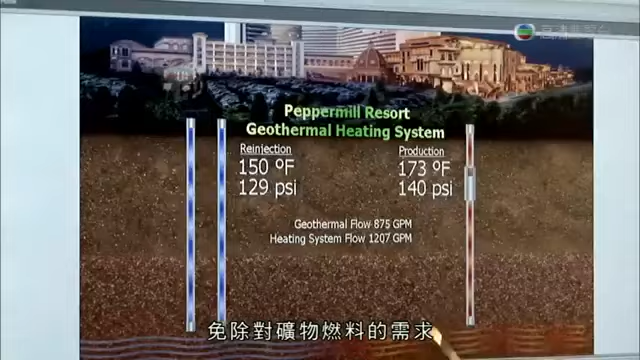 Peppermill Resort
Geothermal Heating System
Reinjection
150 ºF
129 psi
Production
173 ºF
140 psi
Geothermal Flow 875 GPM
Heating System Flow 1207 GPM
免除對礦物燃料的需求